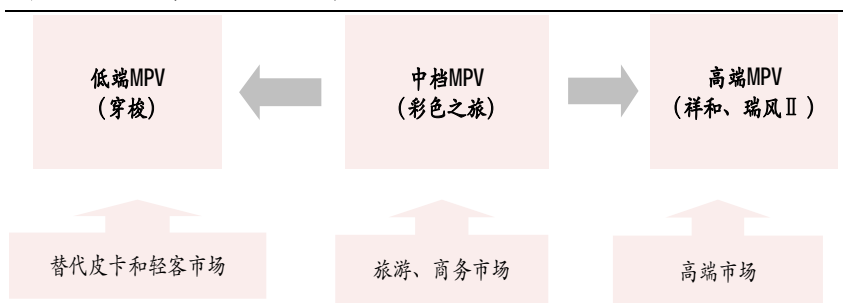 低端MPV
（穿梭）
中档MPV
（彩色之旅）
高端MPV
（祥和、瑞风Ⅱ）
替代皮卡和轻客市场
旅游、商务市场
高端市场